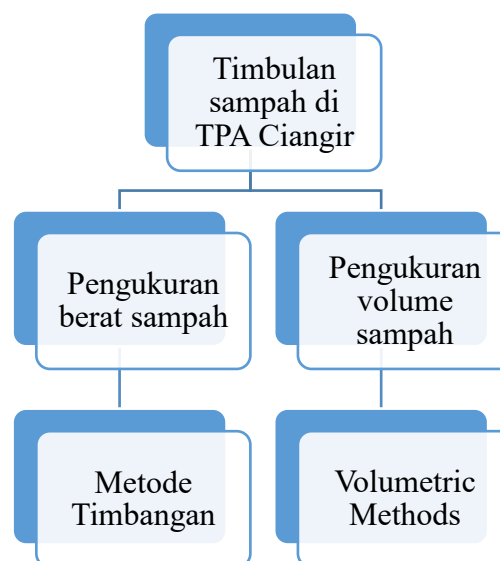 Timbulan
sampah di
TPA Ciangir
Pengukuran
berat sampah
Pengukuran
volume
sampah
Metode
Timbangan
Volumetric
Methods